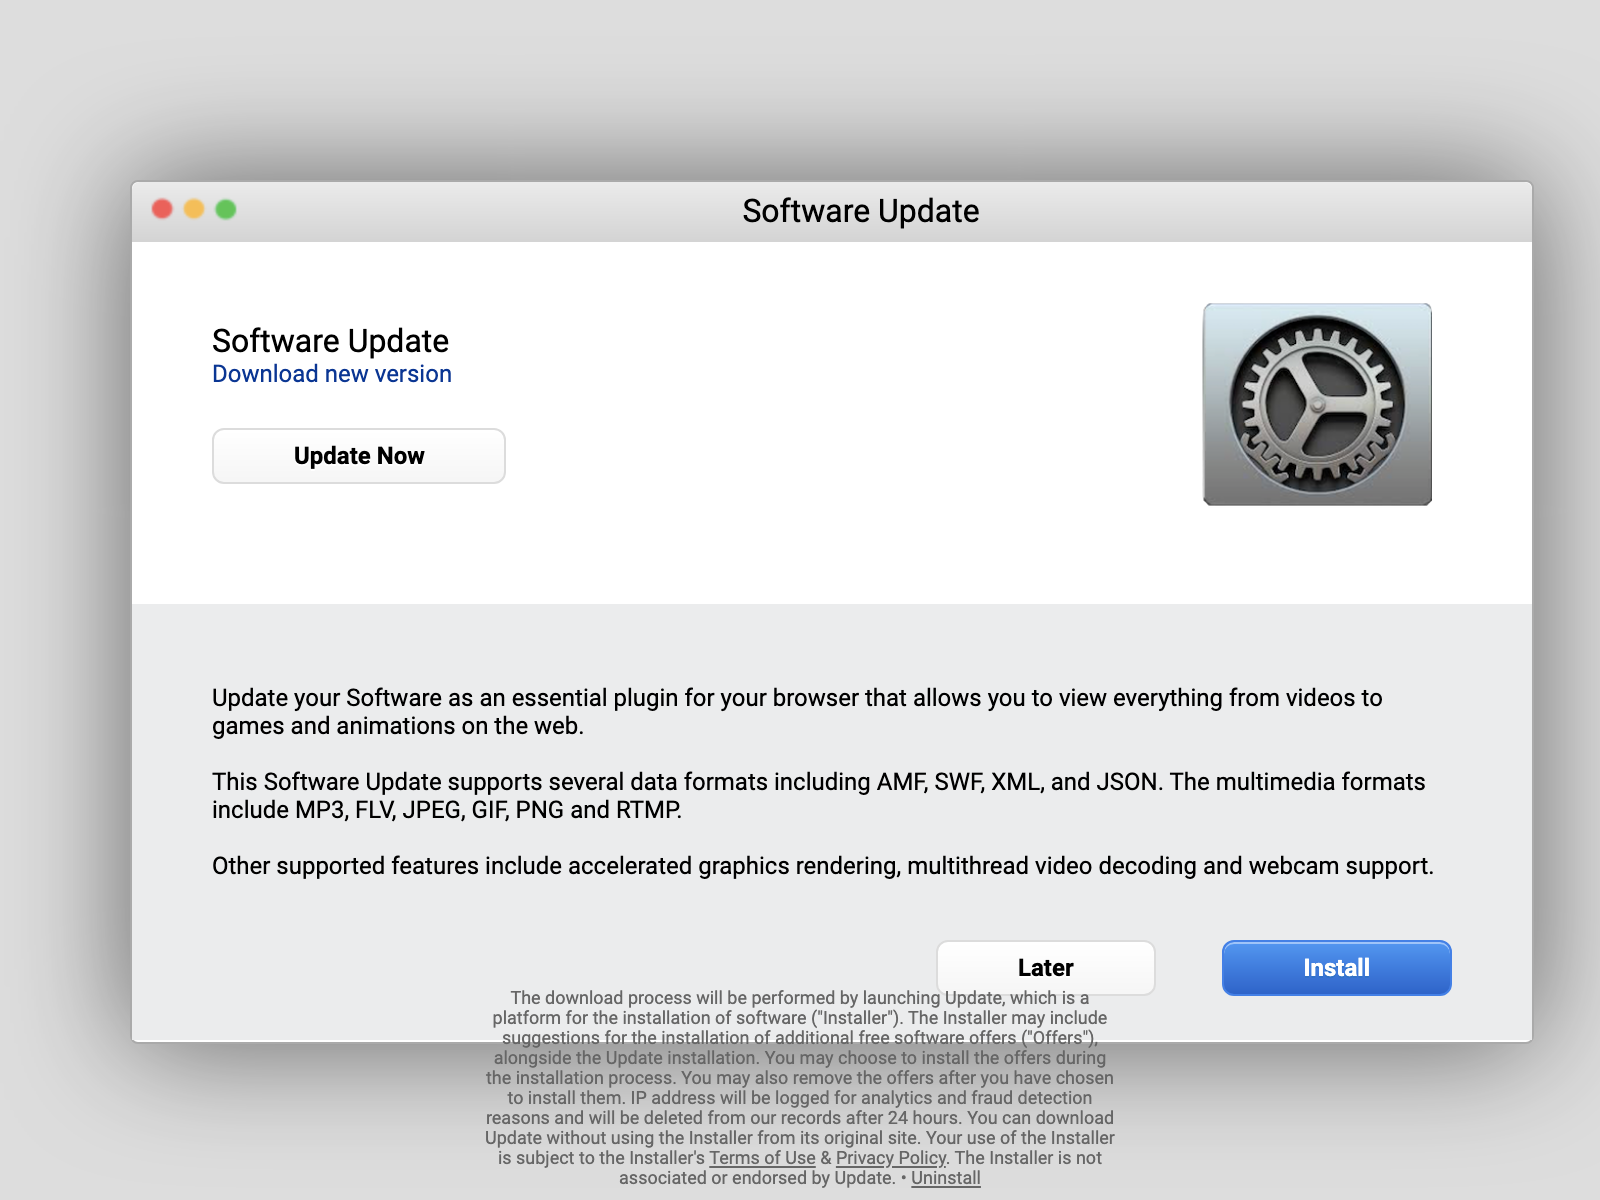 Software Update
Software Update
Download new version
Update Now
Update your Software as an essential plugin for your browser that allows you to view everything from videos to
games and animations on the web.
This Software Update supports several data formats including AMF, SWF, XML, and JSON. The multimedia formats
include MP3, FLV, JPEG, GIF, PNG and RTMP.
Other supported features include accelerated graphics rendering, multithread video decoding and webcam support.
Later
Install
The download process will be performed by launching Update, which is a
platform for the installation of software ("Installer"). The Installer may include
suggestions for the installation of additional free software offers ("Offers"),
alongside the Update installation. You may choose to install the offers during
the installation process. You may also remove the offers after you have chosen
to install them. IP address will be logged for analytics and fraud detection
reasons and will be deleted from our records after 24 hours. You can download
Update without using the Installer from its original site. Your use of the Installer
is subject to the Installer's Terms of Use & Privacy Policy. The Installer is not
associated or endorsed by Update. • Uninstall